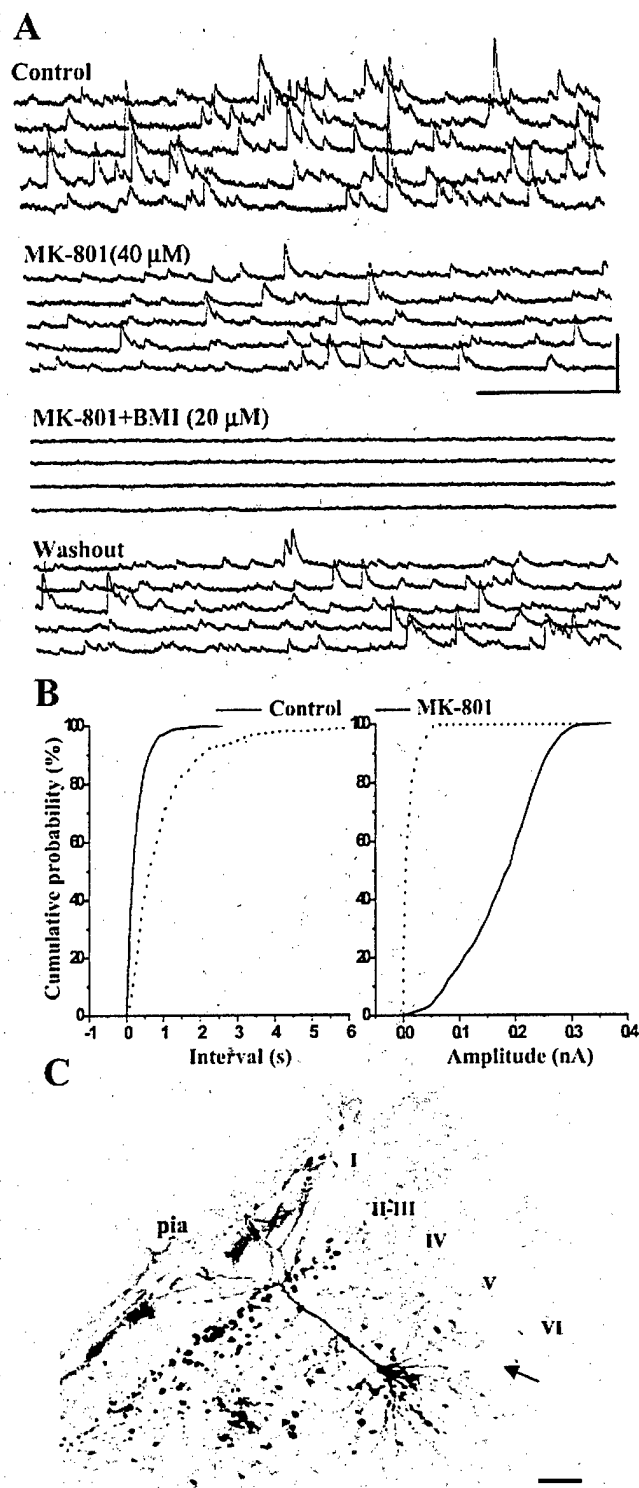 A
Control
MK-801(40 µM)
MK-801+BMI (20 µM)
Washout
B
Control MK-801
100 100
80 80
60 60
40 40
20 20
0 0
-1 0 1 2 3 4 5 6 0.0 0.1 0.2 0.3 0.4
Cumulative probability (%)
Interval (s) Amplitude (nA)
C
I
II-III
pia
IV
V
VI